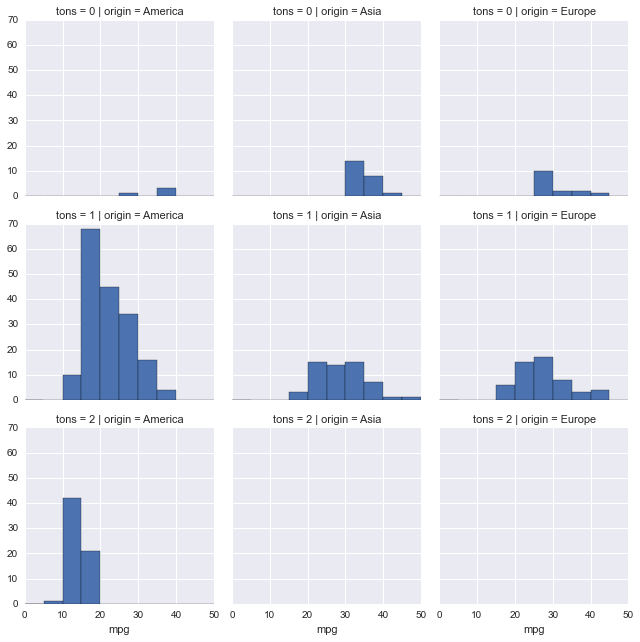 tons = 0 | origin = America
tons = 0 | origin = Asia
tons = 0 | origin = Europe
70
60
50
40
30
20
10
0
tons = 1 | origin = America
tons = 1 | origin = Asia
tons = 1 | origin = Europe
70
60
50
40
30
20
10
0
tons = 2 | origin = America
tons = 2 | origin = Asia
tons = 2 | origin = Europe
70
60
50
40
30
20
10
0
0 10 20 30 40 50
0 10 20 30 40 50
0 10 20 30 40 50
mpg
mpg
mpg